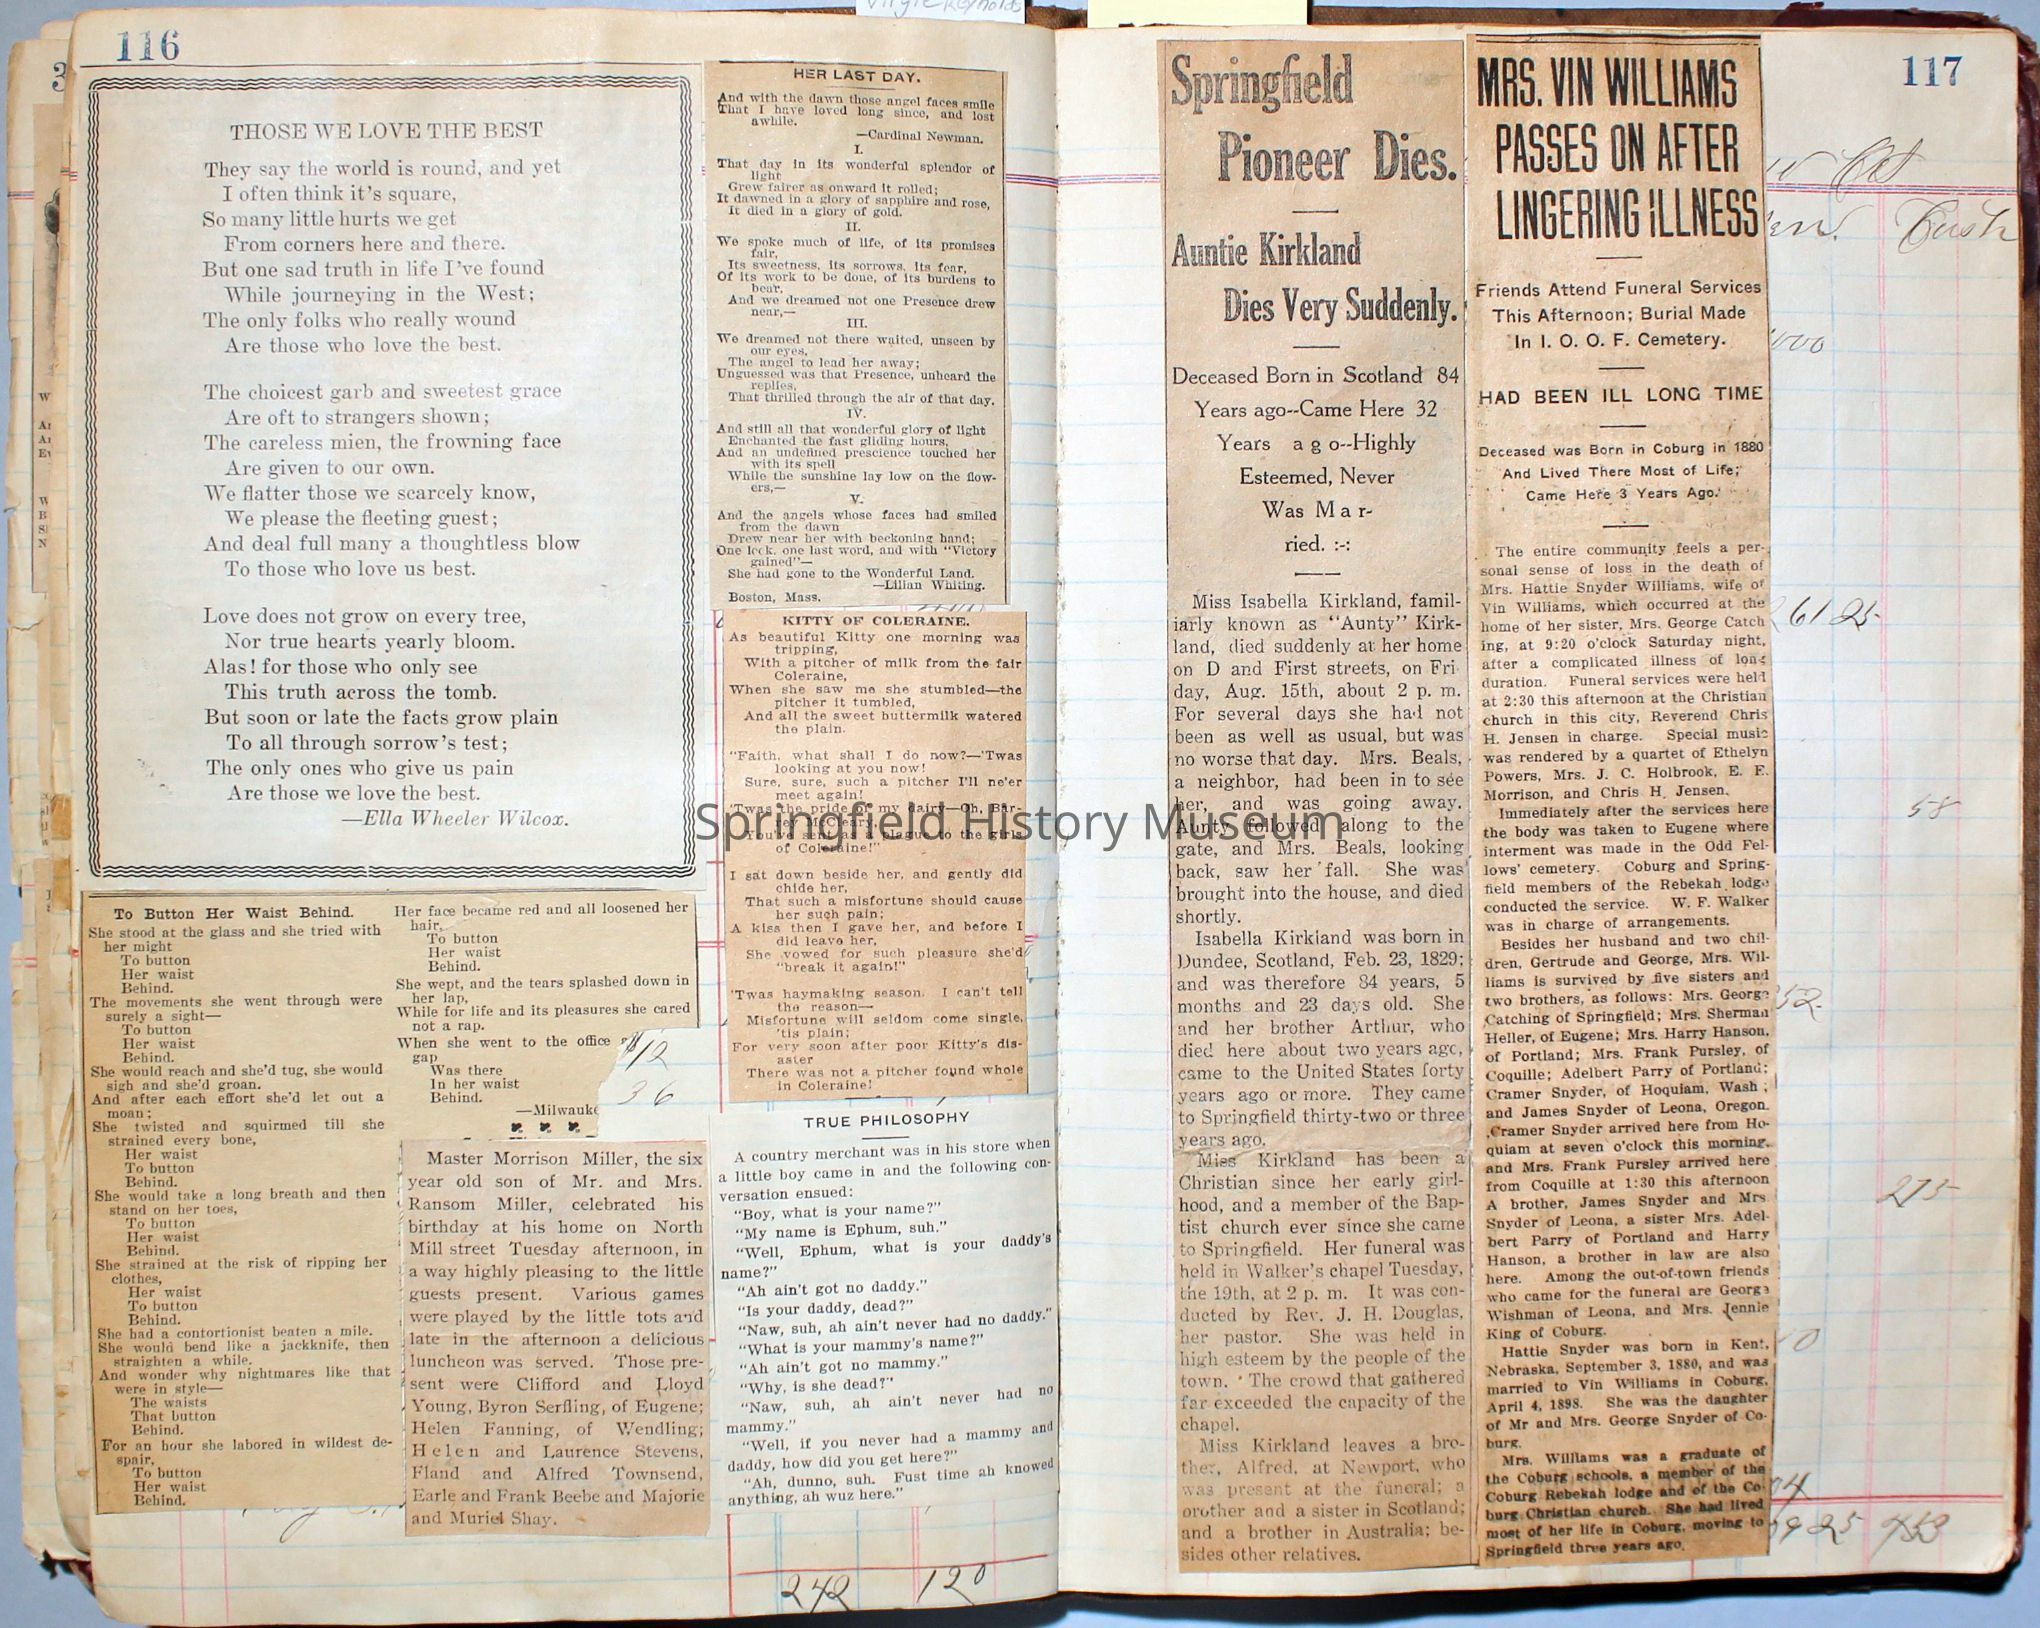 Virgie Reynolds
116
THOSE WE LOVE THE BEST
They say the world is round, and yet
I often think it's square,
So many little hurts we get
From corners here and there.
But one sad truth in life I've found
While journeying in the West;
The only folks who really wound
Are those who love the best.
The choicest garb and sweetest grace
Are oft to strangers shown;
The careless mien, the frowning face
Are given to our own.
We flatter those we scarcely know,
We please the fleeting guest;
And deal full many a thoughtless blow
To those who love us best.
Love does not grow on every tree,
Nor true hearts yearly bloom.
Alas! for those who only see
This truth across the tomb.
But soon or late the facts grow plain
To all through sorrow's test;
The only ones who give us pain
Are those we love the best.
—Ella Wheeler Wilcox.
To Button Her Waist Behind.
She stood at the glass and she tried with
her might
To button
Her waist
Behind.
The movements she went through were
surely a sight—
To button
Her waist
Behind.
She would reach and she'd tug, she would
sigh and she'd groan.
And after each effort she'd let out a
moan;
She twisted and squirmed till she
strained every bone,
Her waist
To button
Behind.
She would take a long breath and then
stand on her toes,
To button
Her waist
Behind.
She strained at the risk of ripping her
clothes,
Her waist
To button
Behind.
She had a contortionist beaten a mile.
She would bend like a jackknife, then
straighten a while.
And wonder why nightmares like that
were in style—
The waists
That button
Behind.
For an hour she labored in wildest de-
spair,
To button
Her waist
Behind.
Her face became red and all loosened her
hair,
To button
Her waist
Behind.
She wept, and the tears splashed down in
her lap,
While for life and its pleasures she cared
not a rap.
When she went to the office
gap
Was there
In her waist
Behind.
—Milwauke
12
36
Master Morrison Miller, the six
year old son of Mr. and Mrs.
Ransom Miller, celebrated his
birthday at his home on North
Mill street Tuesday afternoon, in
a way highly pleasing to the little
guests present. Various games
were played by the little tots and
late in the afternoon a delicious
luncheon was served. Those pre-
sent were Clifford and Lloyd
Young, Byron Serfling, of Eugene;
Helen Fanning, of Wendling;
Helen and Laurence Stevens,
Fland and Alfred Townsend,
Earle and Frank Beebe and Majorie
and Muriel Shay.
HER LAST DAY.
And with the dawn those angel faces smile
That I have loved long since, and lost
awhile.
—Cardinal Newman.
I.
That day in its wonderful splendor of
light
Grew fairer as onward it rolled;
It dawned in a glory of sapphire and rose,
It died in a glory of gold.
II.
We spoke much of life, of its promises
fair,
Its sweetness, its sorrows, its fear,
Of its work to be done, of its burdens to
bear,
And we dreamed not one Presence drew
near,—
III.
We dreamed not there waited, unseen by
our eyes,
The angel to lead her away;
Unguessed was that Presence, unheard the
replies,
That thrilled through the air of that day,
IV.
And still all that wonderful glory of light
Enchanted the fast gliding hours,
And an undefined prescience touched her
with its spell
While the sunshine lay low on the flow-
ers,—
V.
And the angels whose faces had smiled
from the dawn
Drew near her with beckoning hand;
One lock, one last word, and with "Victory
gained"—
She had gone to the Wonderful Land.
—Lilian Whiting.
Boston, Mass.
KITTY OF COLERAINE.
As beautiful Kitty one morning was
tripping,
With a pitcher of milk from the fair
Coleraine,
When she saw me she stumbled—the
pitcher it tumbled,
And all the sweet buttermilk watered
the plain.
"Faith, what shall I do now?—'Twas
looking at you now!
Sure, sure, such a pitcher I'll ne'er
meet again!
'Twas the pride of my dairy—Oh, Bar-
ney McCleary,
You're sent as a plague to the girls
of Coleraine!"
I sat down beside her, and gently did
chide her,
That such a misfortune should cause
her such pain;
A kiss then I gave her, and before I
did leave her,
She vowed for such pleasure she'd
"break it again!"
'Twas haymaking season. I can't tell
the reason—
Misfortune will seldom come single,
'tis plain;
For very soon after poor Kitty's dis-
aster
There was not a pitcher found whole
in Coleraine!
TRUE PHILOSOPHY
A country merchant was in his store when
a little boy came in and the following con-
versation ensued:
"Boy, what is your name?"
"My name is Ephum, suh."
"Well, Ephum, what is your daddy's
name?"
"Ah ain't got no daddy."
"Is your daddy, dead?"
"Naw, suh, ah ain't never had no daddy."
"What is your mammy's name?"
"Ah ain't got no mammy."
"Why, is she dead?"
"Naw, suh, ah ain't never had no
mammy."
"Well, if you never had a mammy and
daddy, how did you get here?"
"Ah, dunno, suh. Fust time ah knowed
anything, ah wuz here."
242 120
Springfield History Museum
Springfield
Pioneer Dies.
Auntie Kirkland
Dies Very Suddenly.
Deceased Born in Scotland 84
Years ago--Came Here 32
Years ago--Highly
Esteemed, Never
Was Mar-
ried. :-:
Miss Isabella Kirkland, famil-
iarly known as "Aunty" Kirk-
land, died suddenly at her home
on D and First streets, on Fri
day, Aug. 15th, about 2 p. m.
For several days she had not
been as well as usual, but was
no worse that day. Mrs. Beals,
a neighbor, had been in to see
her, and was going away.
Aunty followed along to the
gate, and Mrs. Beals, looking
back, saw her fall. She was
brought into the house, and died
shortly.
Isabella Kirkland was born in
Dundee, Scotland, Feb. 23, 1829;
and was therefore 84 years, 5
months and 23 days old. She
and her brother Arthur, who
died here about two years ago,
came to the United States forty
years ago or more. They came
to Springfield thirty-two or three
years ago.
Miss Kirkland has been a
Christian since her early girl-
hood, and a member of the Bap-
tist church ever since she came
to Springfield. Her funeral was
held in Walker's chapel Tuesday,
the 19th, at 2 p. m. It was con-
ducted by Rev. J. H. Douglas,
her pastor. She was held in
high esteem by the people of the
town. The crowd that gathered
far exceeded the capacity of the
chapel.
Miss Kirkland leaves a bro-
ther, Alfred, at Newport, who
was present at the funeral; a
brother and a sister in Scotland;
and a brother in Australia; be-
sides other relatives.
MRS. VIN WILLIAMS
PASSES ON AFTER
LINGERING ILLNESS
Friends Attend Funeral Services
This Afternoon; Burial Made
In I. O. O. F. Cemetery.
HAD BEEN ILL LONG TIME
Deceased was Born in Coburg in 1880
And Lived There Most of Life;
Came Here 3 Years Ago.
The entire community feels a per-
sonal sense of loss in the death of
Mrs. Hattie Snyder Williams, wife of
Vin Williams, which occurred at the
home of her sister, Mrs. George Catch
ing, at 9:20 o'clock Saturday night,
after a complicated illness of long
duration. Funeral services were held
at 2:30 this afternoon at the Christian
church in this city, Reverend Chris
H. Jensen in charge. Special music
was rendered by a quartet of Ethelyn
Powers, Mrs. J. C. Holbrook, E. E.
Morrison, and Chris H. Jensen.
Immediately after the services here
the body was taken to Eugene where
interment was made in the Odd Fel-
lows' cemetery. Coburg and Spring-
field members of the Rebekah lodge
conducted the service. W. F. Walker
was in charge of arrangements.
Besides her husband and two chil-
dren, Gertrude and George, Mrs. Wil-
liams is survived by five sisters and
two brothers, as follows: Mrs. George
Catching of Springfield; Mrs. Sherman
Heller, of Eugene; Mrs. Harry Hanson,
of Portland; Mrs. Frank Pursley, of
Coquille; Adelbert Parry of Portland;
Cramer Snyder, of Hoquiam, Wash;
and James Snyder of Leona, Oregon.
Cramer Snyder arrived here from Ho-
quiam at seven o'clock this morning,
and Mrs. Frank Pursley arrived here
from Coquille at 1:30 this afternoon
A brother, James Snyder and Mrs
Snyder of Leona, a sister Mrs. Adel-
bert Parry of Portland and Harry
Hanson, a brother in law are also
here. Among the out-of-town friends
who came for the funeral are George
Wishman of Leona, and Mrs. Jennie
King of Coburg.
Hattie Snyder was born in Kent,
Nebraska, September 3, 1880, and was
married to Vin Williams in Coburg,
April 4, 1898. She was the daughter
of Mr and Mrs. George Snyder of Co-
burg.
Mrs. Williams was a graduate of
the Coburg schools, a member of the
Coburg Rebekah lodge and of the Co-
burg Christian church. She had lived
most of her life in Coburg, moving to
Springfield three years ago.
117
Cash
61 25
58
52
275
25 453